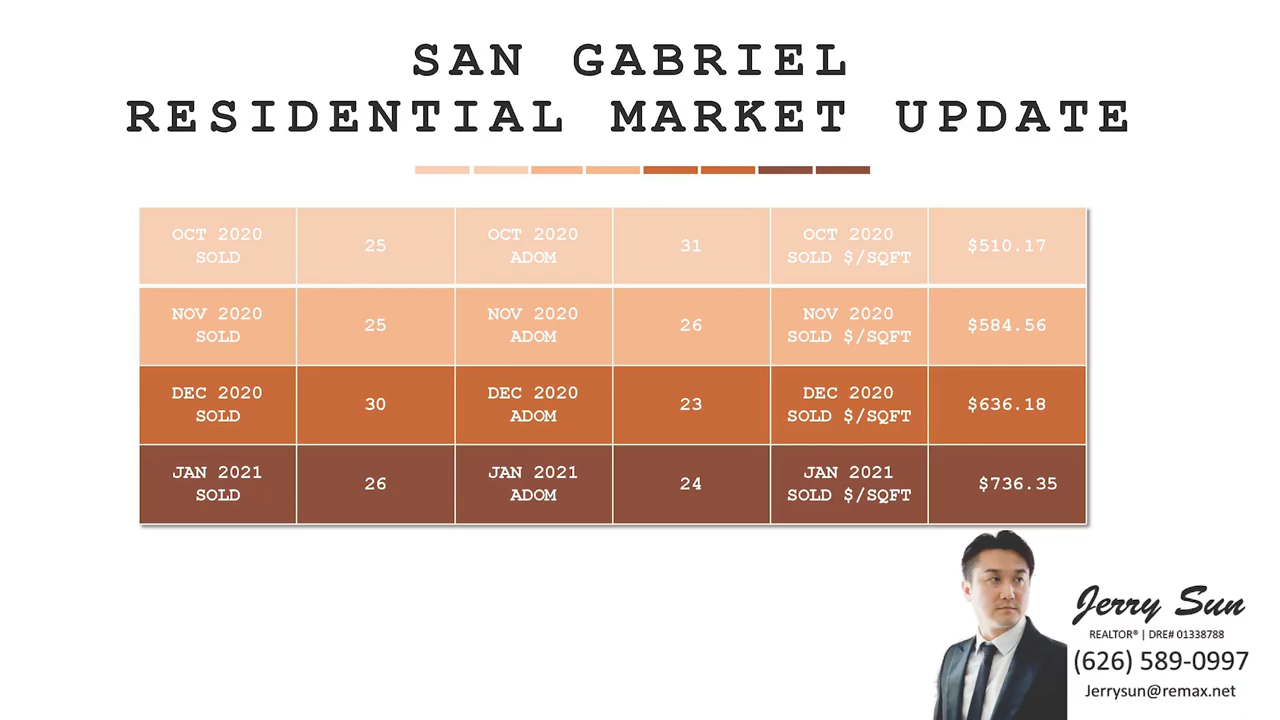 SAN GABRIEL
RESIDENTIAL MARKET UPDATE
OCT 2020
SOLD
25
OCT 2020
ADOM
31
OCT 2020
SOLD $/SQFT
$510.17
NOV 2020
SOLD
25
NOV 2020
ADOM
26
NOV 2020
SOLD $/SQFT
$584.56
DEC 2020
SOLD
30
DEC 2020
ADOM
23
DEC 2020
SOLD $/SQFT
$636.18
JAN 2021
SOLD
26
JAN 2021
ADOM
24
JAN 2021
SOLD $/SQFT
$736.35
Jerry Sun
REALTOR® | DRE# 01338788
(626) 589-0997
Jerrysun@remax.net